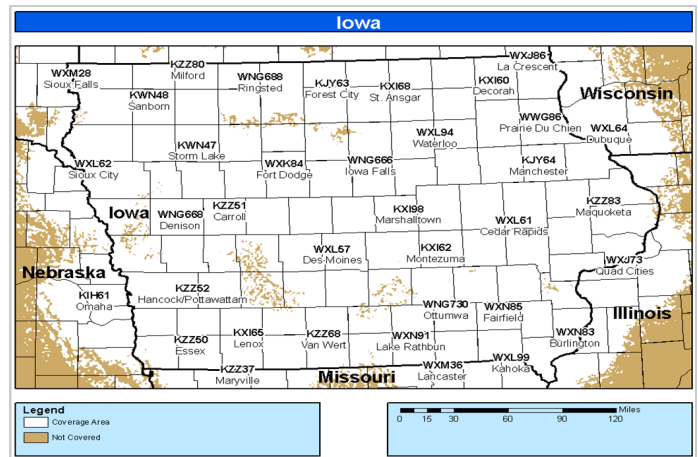 Iowa
WXJ86
La Crescent
WXM28
Sioux Falls
KZZ80
Milford
WNG688
Ringsted
KJY63
Forest City
KXI68
St. Ansgar
KXI60
Decorah
Wisconsin
KWN48
Sanborn
WWG86
Prairie Du Chien
WXL94
Waterloo
WXL64
Dubuque
KWN47
Storm Lake
WXL62
Sioux City
WXK84
Fort Dodge
WNG666
Iowa Falls
KJY64
Manchester
Iowa
WNG668
Denison
KZZ51
Carroll
KXI98
Marshalltown
WXL61
Cedar Rapids
KZZ83
Maquoketa
WXL57
Des Moines
KXI62
Montezuma
WXJ73
Quad Cities
Nebraska
KIH61
Omaha
KZZ52
Hancock/Pottawattam
WNG730
Ottumwa
WXN85
Fairfield
Illinois
KZZ50
Essex
KXI65
Lenox
KZZ68
Van Wert
WXN91
Lake Rathbun
WXN83
Burlington
KZZ37
Maryville
Missouri
WXM36
Lancaster
WXL99
Kahoka
Legend
Coverage Area
Not Covered
Miles
0 15 30 60 90 120